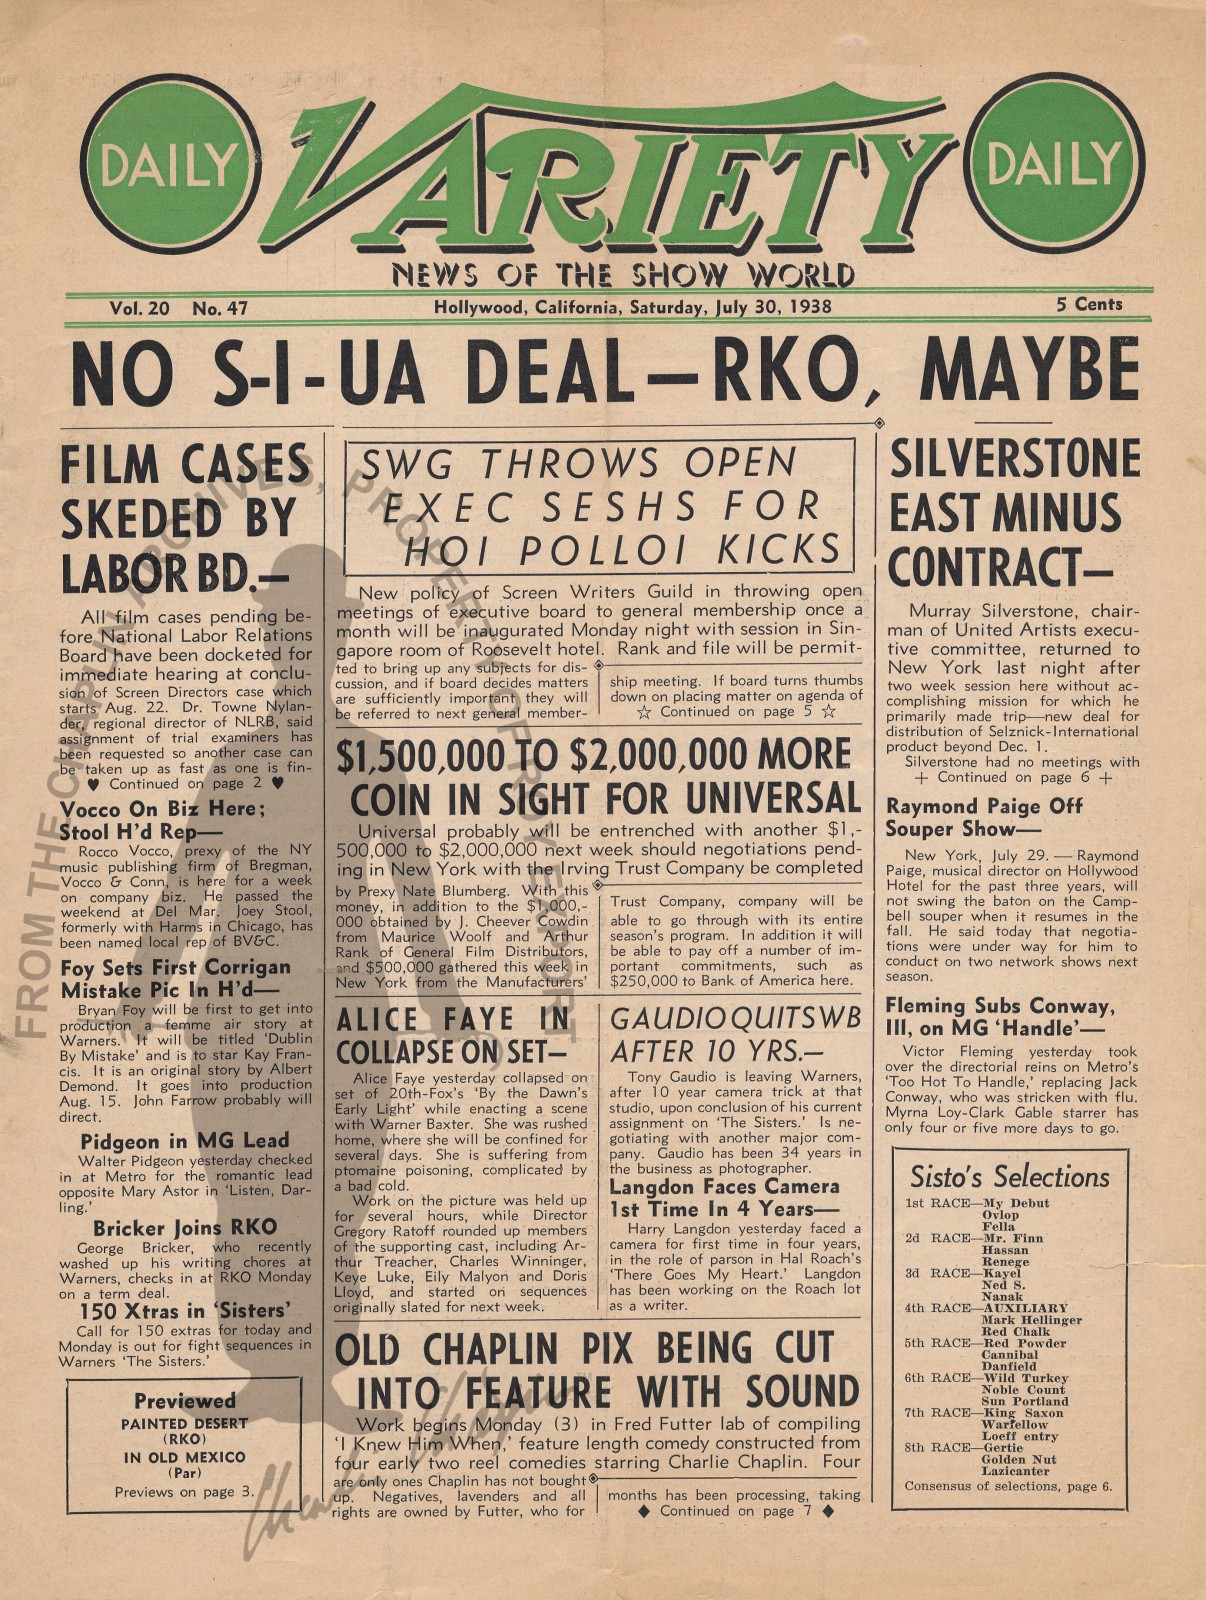 DAILY
VARIETY
DAILY
NEWS OF THE SHOW WORLD
Vol. 20 No. 47
Hollywood, California, Saturday, July 30, 1938
5 Cents
NO S-I-UA DEAL—RKO, MAYBE
FILM CASES
SKEDED BY
LABOR BD.—
All film cases pending be-
fore National Labor Relations
Board have been docketed for
immediate hearing at conclu-
sion of Screen Directors case which
starts Aug. 22. Dr. Towne Nylan-
der, regional director of NLRB, said
assignment of trial examiners has
been requested so another case can
be taken up as fast as one is fin-
♥ Continued on page 2 ♥
Vocco On Biz Here;
Stool H'd Rep—
Rocco Vocco, prexy of the NY
music publishing firm of Bregman,
Vocco & Conn, is here for a week
on company biz. He passed the
weekend at Del Mar. Joey Stool,
formerly with Harms in Chicago, has
been named local rep of BV&C.
Foy Sets First Corrigan
Mistake Pic In H'd—
Bryan Foy will be first to get into
production a femme air story at
Warners. It will be titled 'Dublin
By Mistake' and is to star Kay Fran-
cis. It is an original story by Albert
Demond. It goes into production
Aug. 15. John Farrow probably will
direct.
Pidgeon in MG Lead
Walter Pidgeon yesterday checked
in at Metro for the romantic lead
opposite Mary Astor in 'Listen, Dar-
ling.'
Bricker Joins RKO
George Bricker, who recently
washed up his writing chores at
Warners, checks in at RKO Monday
on a term deal.
150 Xtras in 'Sisters'
Call for 150 extras for today and
Monday is out for fight sequences in
Warners 'The Sisters.'
Previewed
PAINTED DESERT
(RKO)
IN OLD MEXICO
(Par)
Previews on page 3.
SWG THROWS OPEN
EXEC SESHS FOR
HOI POLLOI KICKS
New policy of Screen Writers Guild in throwing open
meetings of executive board to general membership once a
month will be inaugurated Monday night with session in Sin-
gapore room of Roosevelt hotel. Rank and file will be permit-
ted to bring up any subjects for dis-
cussion, and if board decides matters
are sufficiently important they will
be referred to next general member-
ship meeting. If board turns thumbs
down on placing matter on agenda of
☆ Continued on page 5 ☆
$1,500,000 TO $2,000,000 MORE
COIN IN SIGHT FOR UNIVERSAL
Universal probably will be entrenched with another $1,-
500,000 to $2,000,000 next week should negotiations pend-
ing in New York with the Irving Trust Company be completed
by Prexy Nate Blumberg. With this
money, in addition to the $1,000,-
000 obtained by J. Cheever Cowdin
from Maurice Woolf and Arthur
Rank of General Film Distributors,
and $500,000 gathered this week in
New York from the Manufacturers'
Trust Company, company will be
able to go through with its entire
season's program. In addition it will
be able to pay off a number of im-
portant commitments, such as
$250,000 to Bank of America here.
ALICE FAYE IN
COLLAPSE ON SET—
Alice Faye yesterday collapsed on
set of 20th-Fox's 'By the Dawn's
Early Light' while enacting a scene
with Warner Baxter. She was rushed
home, where she will be confined for
several days. She is suffering from
ptomaine poisoning, complicated by
a bad cold.
Work on the picture was held up
for several hours, while Director
Gregory Ratoff rounded up members
of the supporting cast, including Ar-
thur Treacher, Charles Winninger,
Keye Luke, Eily Malyon and Doris
Lloyd, and started on sequences
originally slated for next week.
GAUDIO QUITS WB
AFTER 10 YRS.—
Tony Gaudio is leaving Warners,
after 10 year camera trick at that
studio, upon conclusion of his current
assignment on 'The Sisters.' Is ne-
gotiating with another major com-
pany. Gaudio has been 34 years in
the business as photographer.
Langdon Faces Camera
1st Time In 4 Years—
Harry Langdon yesterday faced a
camera for first time in four years,
in the role of parson in Hal Roach's
'There Goes My Heart.' Langdon
has been working on the Roach lot
as a writer.
OLD CHAPLIN PIX BEING CUT
INTO FEATURE WITH SOUND
Work begins Monday (3) in Fred Futter lab of compiling
'I Knew Him When,' feature length comedy constructed from
four early two reel comedies starring Charlie Chaplin. Four
are only ones Chaplin has not bought
up. Negatives, lavenders and all
rights are owned by Futter, who for
months has been processing, taking
◆ Continued on page 7 ◆
SILVERSTONE
EAST MINUS
CONTRACT—
Murray Silverstone, chair-
man of United Artists execu-
tive committee, returned to
New York last night after
two week session here without ac-
complishing mission for which he
primarily made trip—new deal for
distribution of Selznick-International
product beyond Dec. 1.
Silverstone had no meetings with
+ Continued on page 6 +
Raymond Paige Off
Souper Show—
New York, July 29. — Raymond
Paige, musical director on Hollywood
Hotel for the past three years, will
not swing the baton on the Camp-
bell souper when it resumes in the
fall. He said today that negotia-
tions were under way for him to
conduct on two network shows next
season.
Fleming Subs Conway,
Ill, on MG 'Handle'—
Victor Fleming yesterday took
over the directorial reins on Metro's
'Too Hot To Handle,' replacing Jack
Conway, who was stricken with flu.
Myrna Loy-Clark Gable starrer has
only four or five more days to go.
Sisto's Selections
1st RACE—My Debut
Ovlop
Fella
2d RACE—Mr. Finn
Hassan
Renege
3d RACE—Kayel
Ned S.
Nanak
4th RACE—AUXILIARY
Mark Hellinger
Red Chalk
5th RACE—Red Powder
Cannibal
Danfield
6th RACE—Wild Turkey
Noble Count
Sun Portland
7th RACE—King Saxon
Warfellow
Loeff entry
8th RACE—Gertie
Golden Nut
Lazicanter
Consensus of selections, page 6.
FROM THE CHAPLIN ARCHIVES, PROPERTY OF ROY EXPORT
Charlie Chaplin
TM